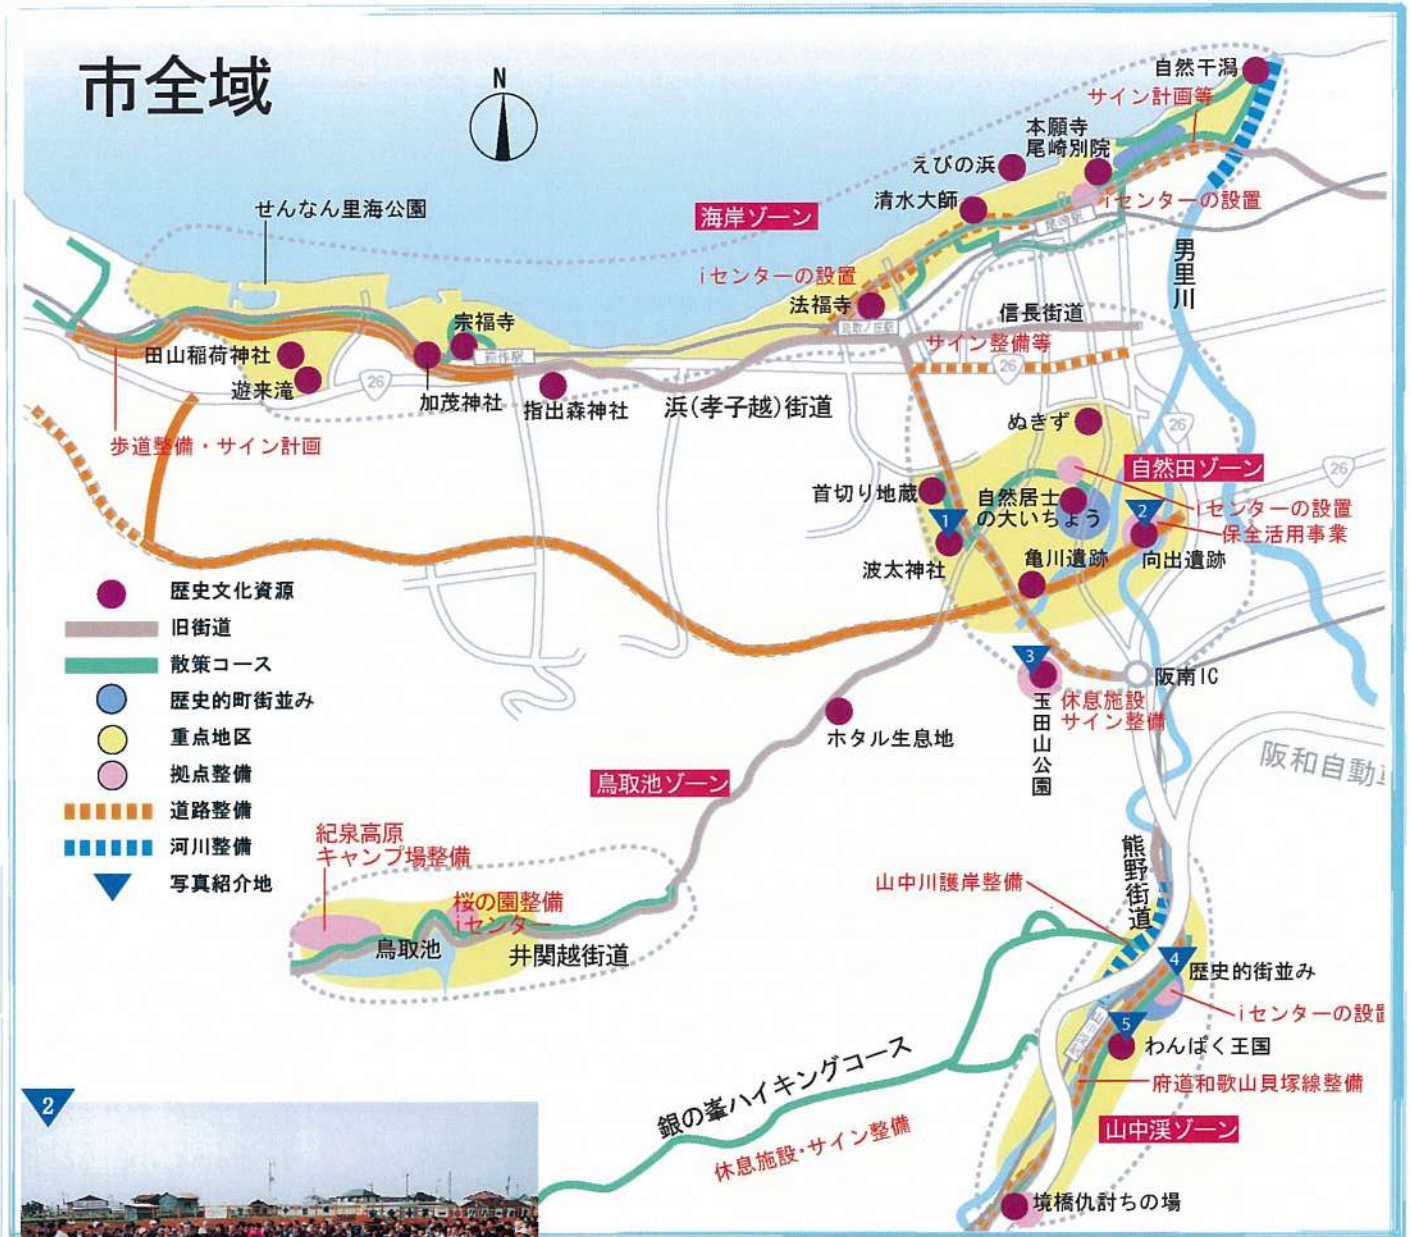 市全域
N
自然干潟
サイン計画等
本願寺
尾崎別院
えびの浜
清水大師
iセンターの設置
尾崎駅
せんなん里海公園
海岸ゾーン
男里川
iセンターの設置
法福寺
鳥取ノ庄駅
信長街道
サイン整備等
宗福寺
箱作駅
田山稲荷神社
遊来滝
26
加茂神社
指出森神社
浜(孝子越)街道
26
歩道整備・サイン計画
ぬきず
26
自然田ゾーン
26
首切り地蔵
自然居士
の大いちょう
iセンターの設置
保全活用事業
1
2
波太神社
亀川遺跡
向出遺跡
歴史文化資源
旧街道
散策コース
歴史的町街並み
重点地区
拠点整備
道路整備
河川整備
写真紹介地
3
阪南IC
玉田山公園
休息施設
サイン整備
ホタル生息地
阪和自動
鳥取池ゾーン
紀泉高原
キャンプ場整備
桜の園整備
iセンター
鳥取池
井関越街道
熊野街道
山中川護岸整備
4
歴史的街並み
iセンターの設置
5
わんぱく王国
府道和歌山貝塚線整備
銀の峯ハイキングコース
休息施設・サイン整備
山中渓ゾーン
境橋仇討ちの場
2